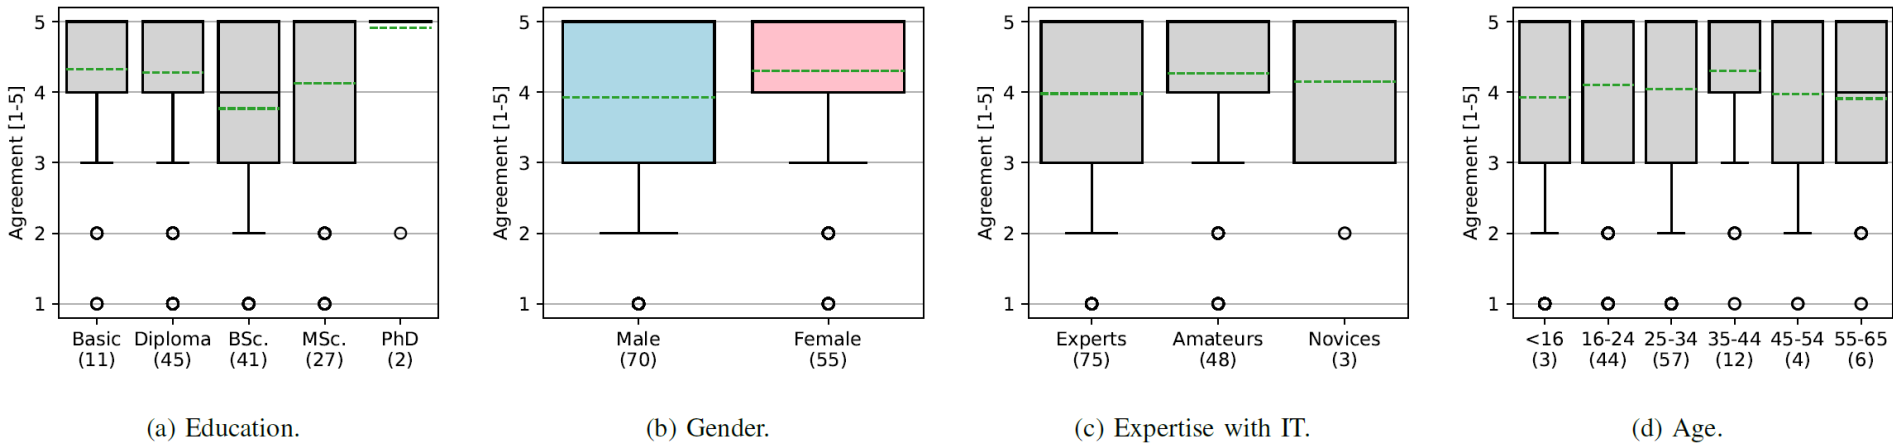 Agreement [1-5]
5
4
3
2
1
Basic Diploma BSc. MSc. PhD
(11) (45) (41) (27) (2)
(a) Education.
Agreement [1-5]
5
4
3
2
1
Male Female
(70) (55)
(b) Gender.
Agreement [1-5]
5
4
3
2
1
Experts Amateurs Novices
(75) (48) (3)
(c) Expertise with IT.
Agreement [1-5]
5
4
3
2
1
<16 16-24 25-34 35-44 45-54 55-65
(3) (44) (57) (12) (4) (6)
(d) Age.